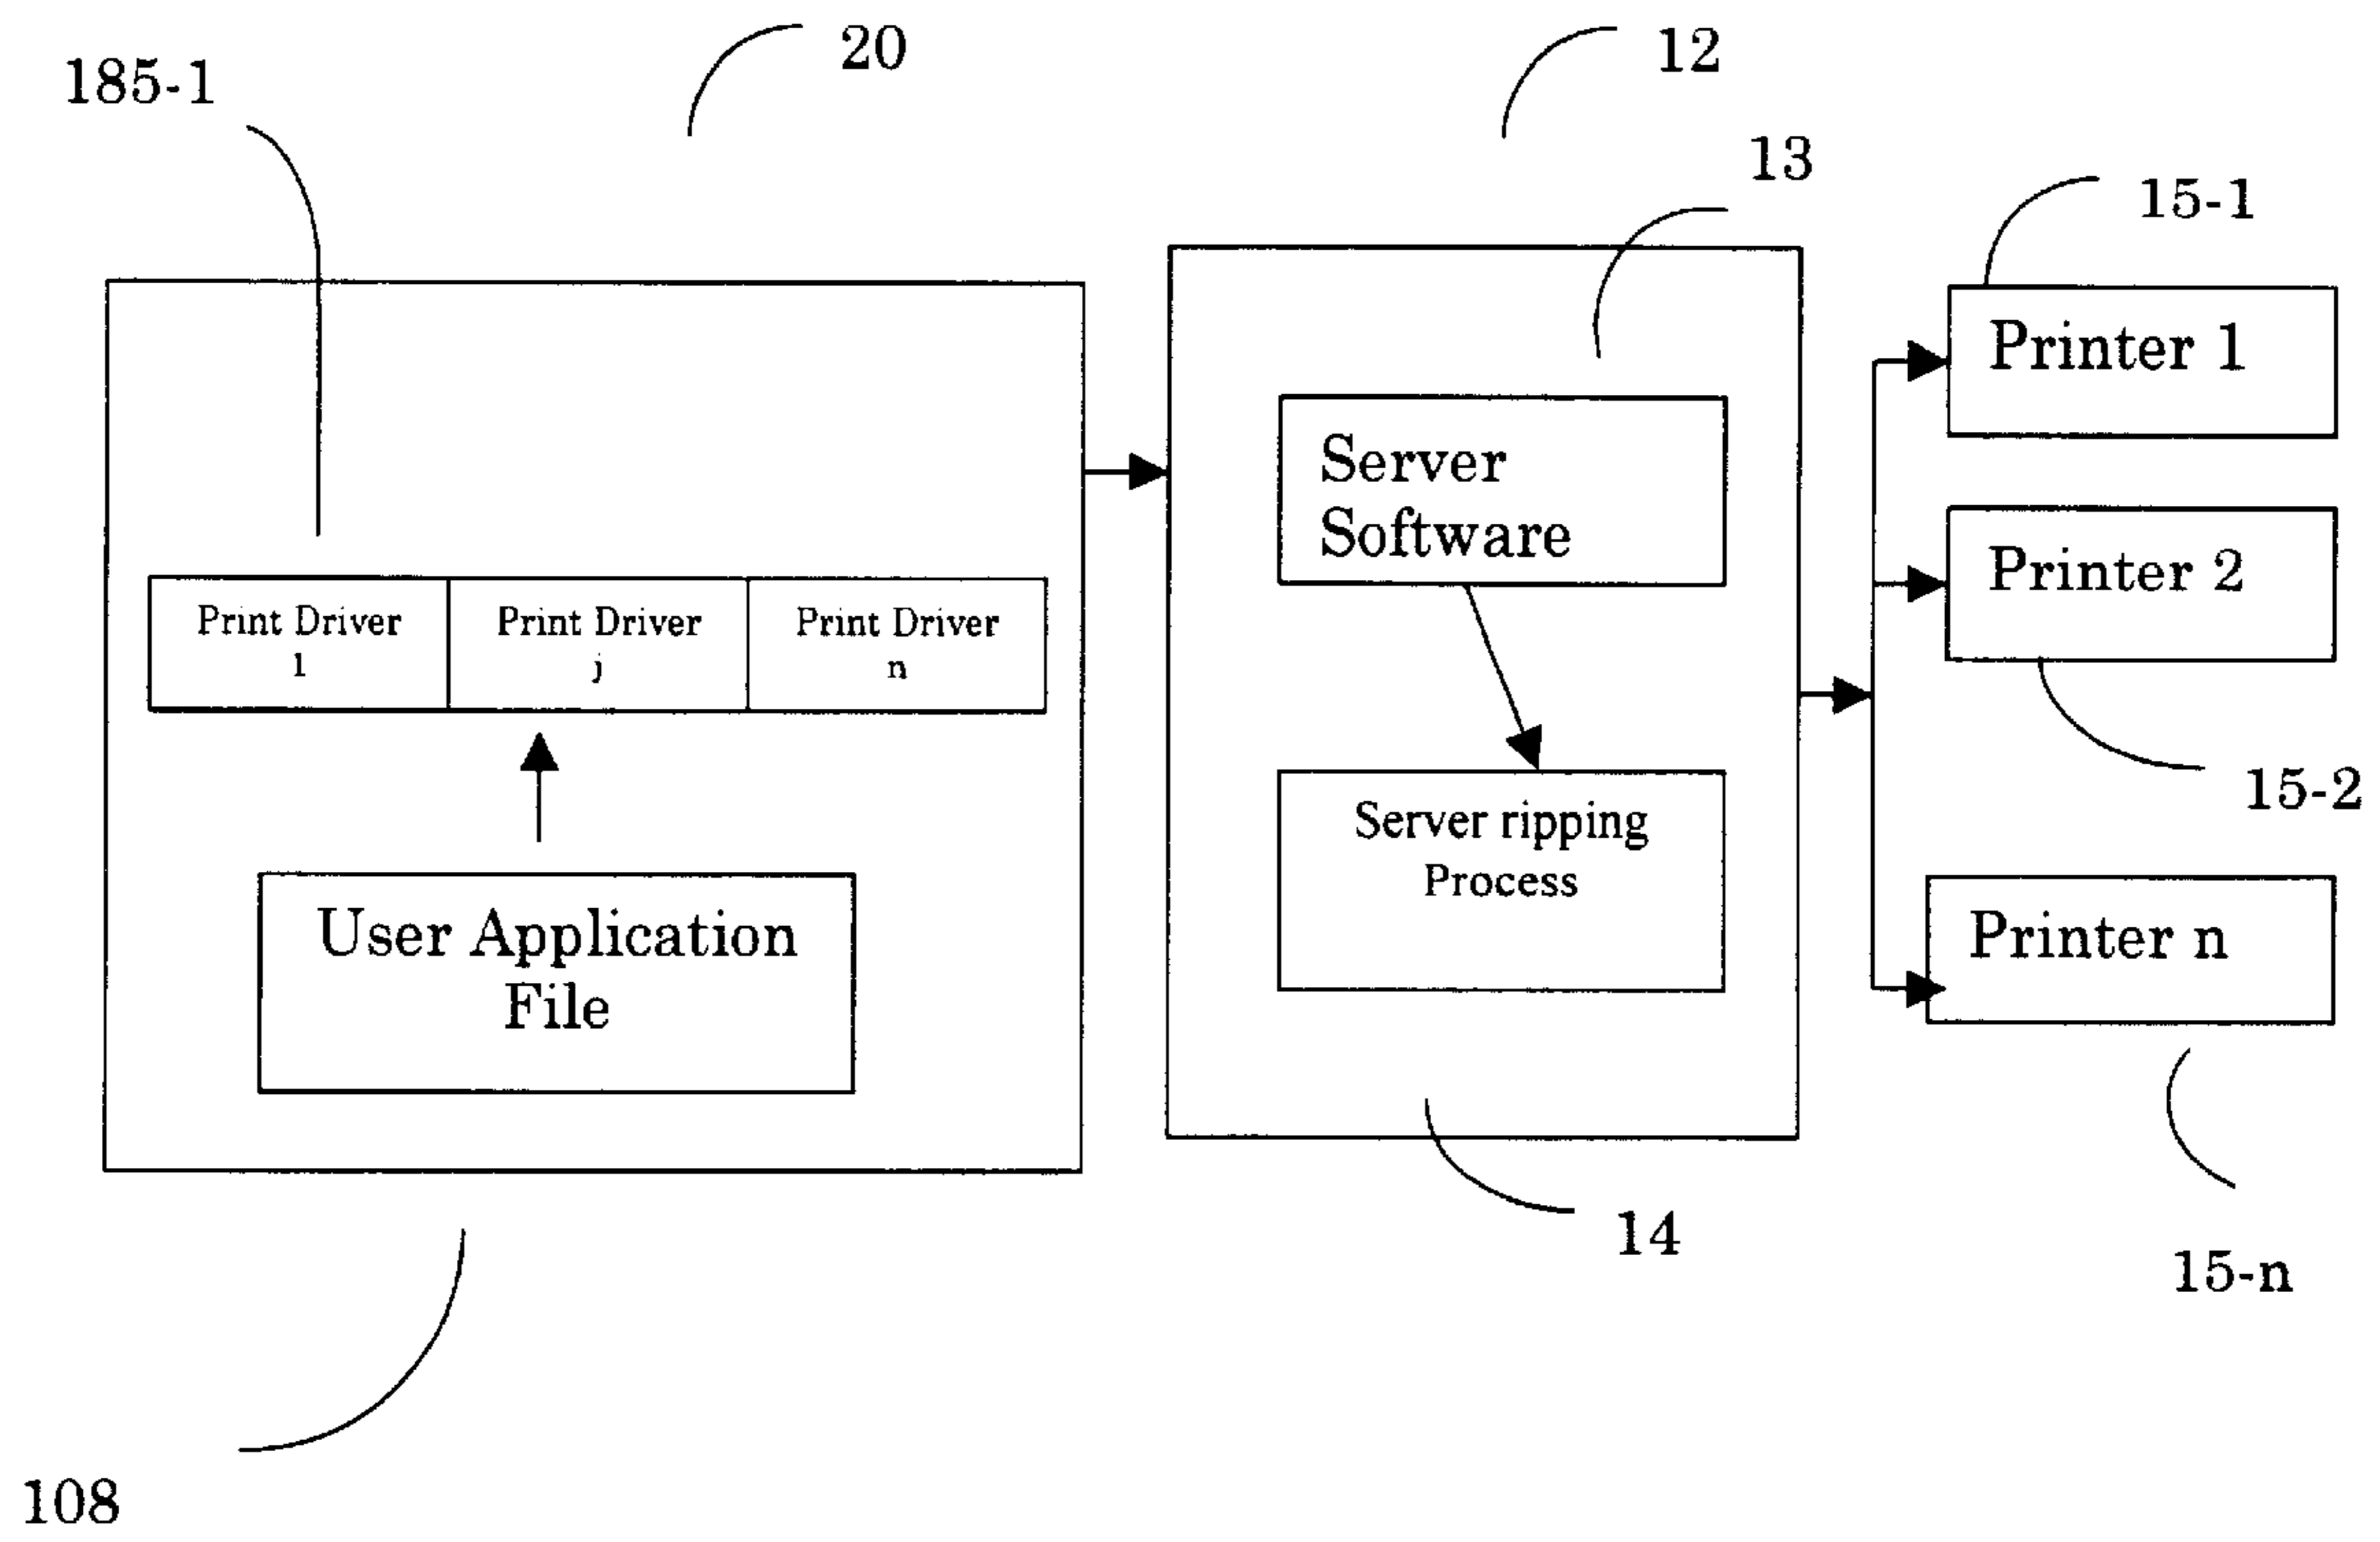 185-1
20
12
13
15-1
Printer 1
Server
Software
Printer 2
Print Driver
1
Print Driver
j
Print Driver
n
15-2
Server ripping
Process
User Application
File
Printer n
14
15-n
108